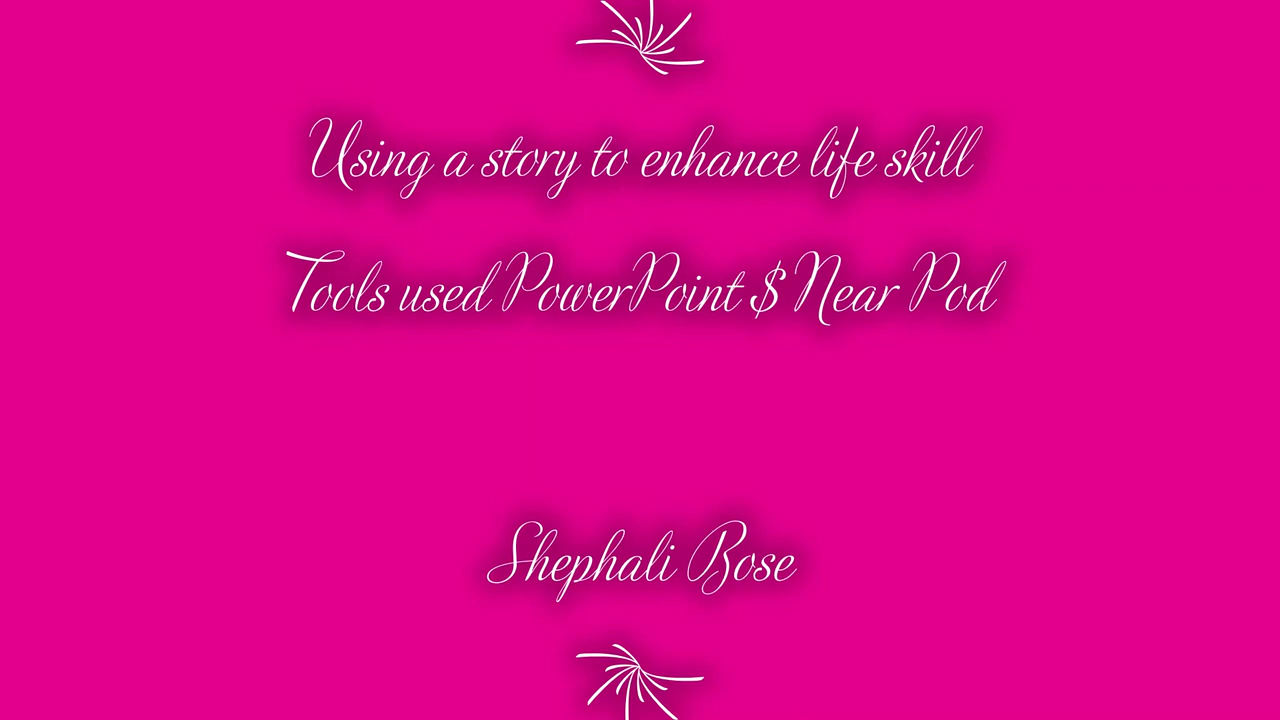 Using a story to enhance life skill
Tools used PowerPoint $ Near Pod
Shephali Bose